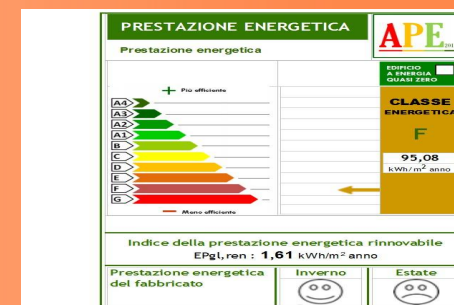 PRESTAZIONE ENERGETICA
APE
Prestazione energetica
EDIFICIO
A ENERGIA
QUASI ZERO
Più efficiente
CLASSE
ENERGETICA
F
95,08
kWh/m² anno
A4
A3
A2
A1
B
C
D
E
F
G
Meno efficiente
Indice della prestazione energetica rinnovabile
EPgl,ren : 1,61 kWh/m² anno
Prestazione energetica
del fabbricato
Inverno
Estate